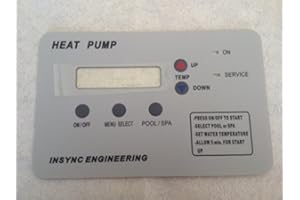 HEAT PUMP
ON
UP
TEMP
SERVICE
DOWN
ON/OFF
MENU SELECT
POOL/SPA
-PRESS ON/OFF TO START
-SELECT POOL or SPA
-SET WATER TEMPERATURE
-ALLOW 5 min. FOR START
UP
INSYNC ENGINEERING